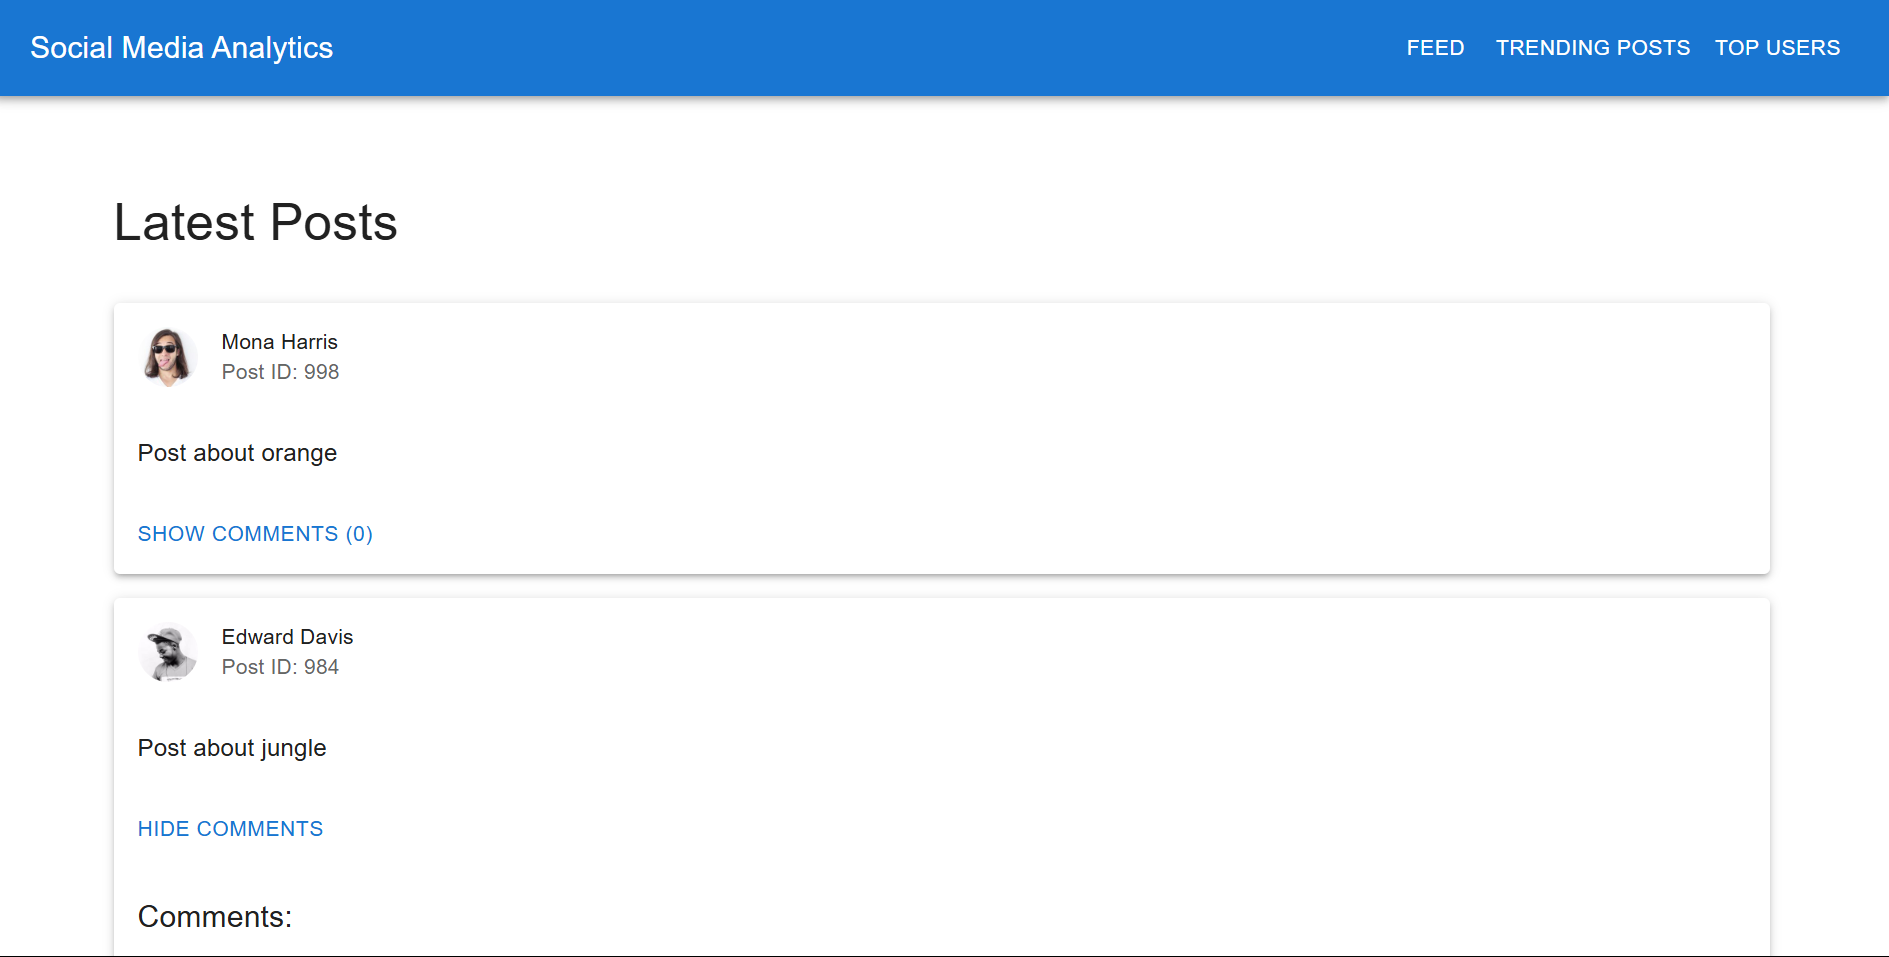 Social Media Analytics
FEED TRENDING POSTS TOP USERS
Latest Posts
Mona Harris
Post ID: 998
Post about orange
SHOW COMMENTS (0)
Edward Davis
Post ID: 984
Post about jungle
HIDE COMMENTS
Comments: